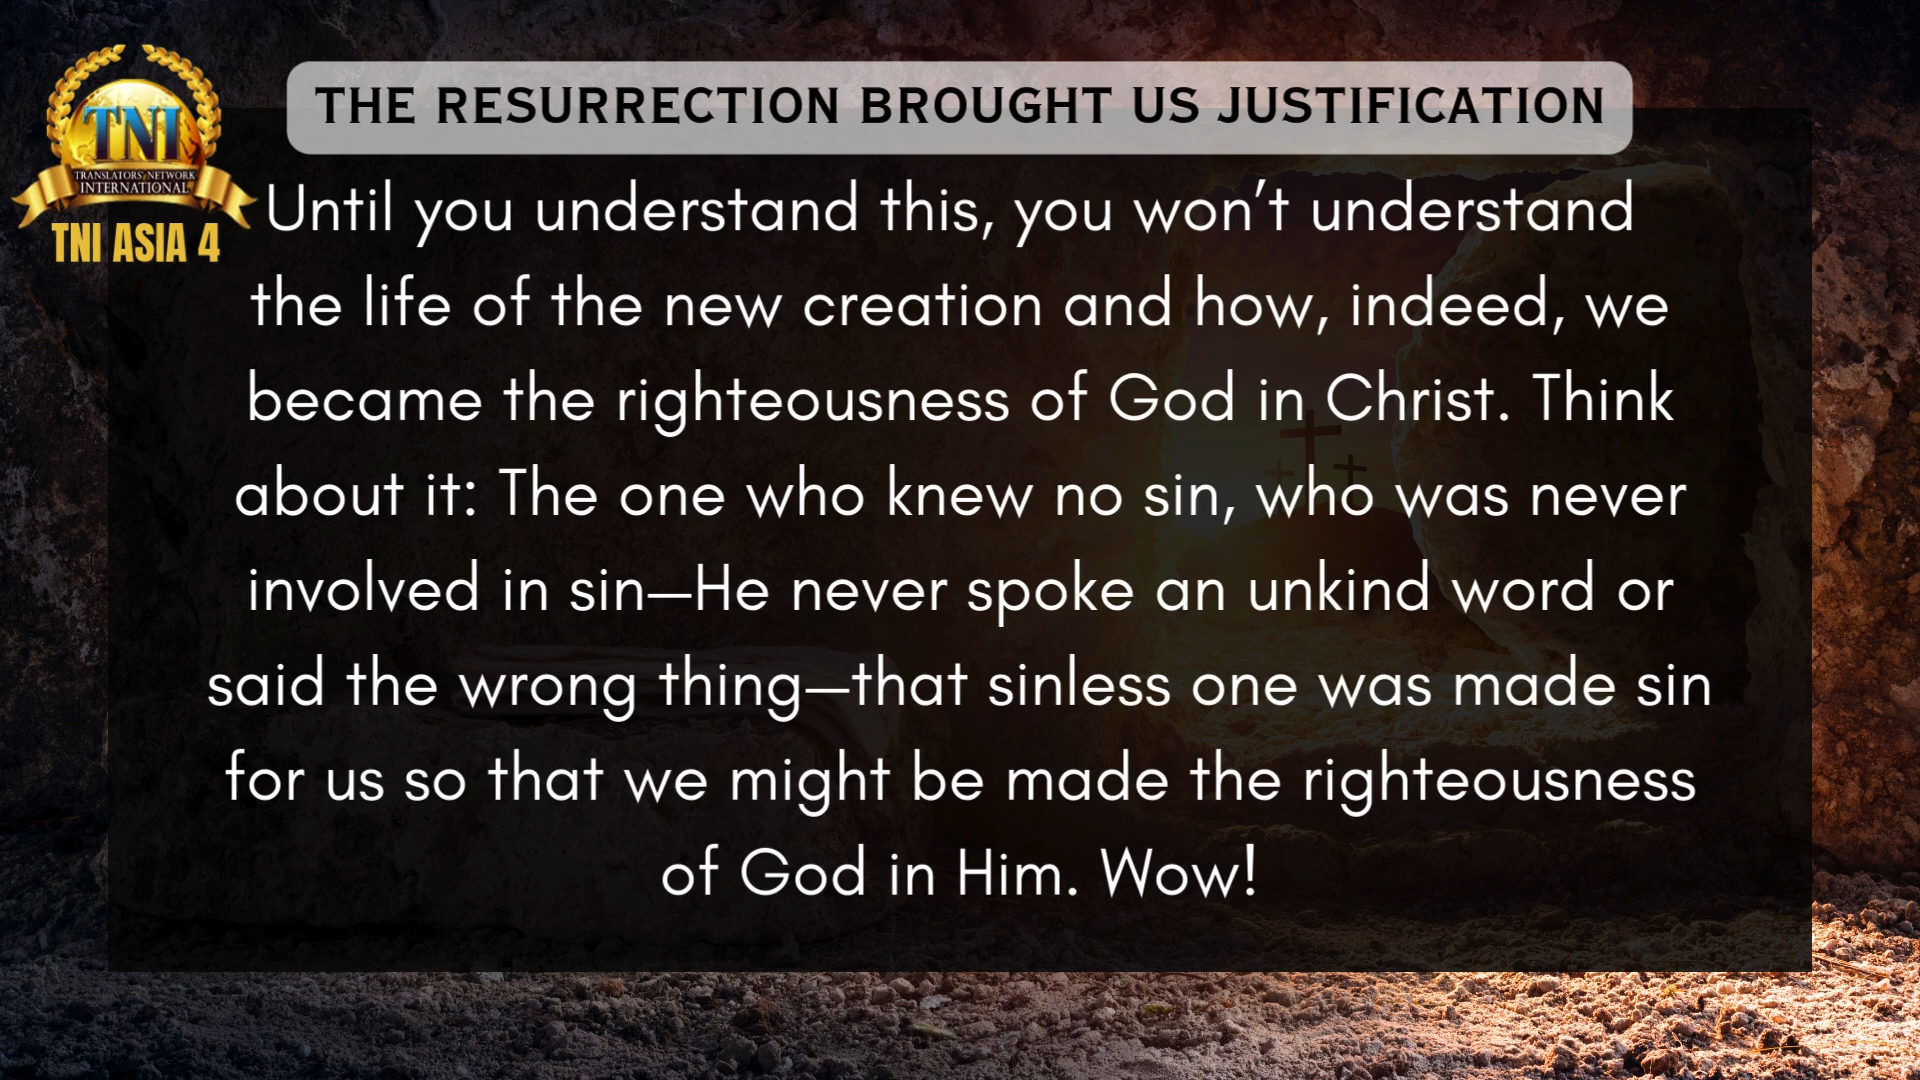 TNI
TRANSLATORS' NETWORK
INTERNATIONAL
TNI ASIA 4
THE RESURRECTION BROUGHT US JUSTIFICATION
Until you understand this, you won’t understand
the life of the new creation and how, indeed, we
became the righteousness of God in Christ. Think
about it: The one who knew no sin, who was never
involved in sin—He never spoke an unkind word or
said the wrong thing—that sinless one was made sin
for us so that we might be made the righteousness
of God in Him. Wow!